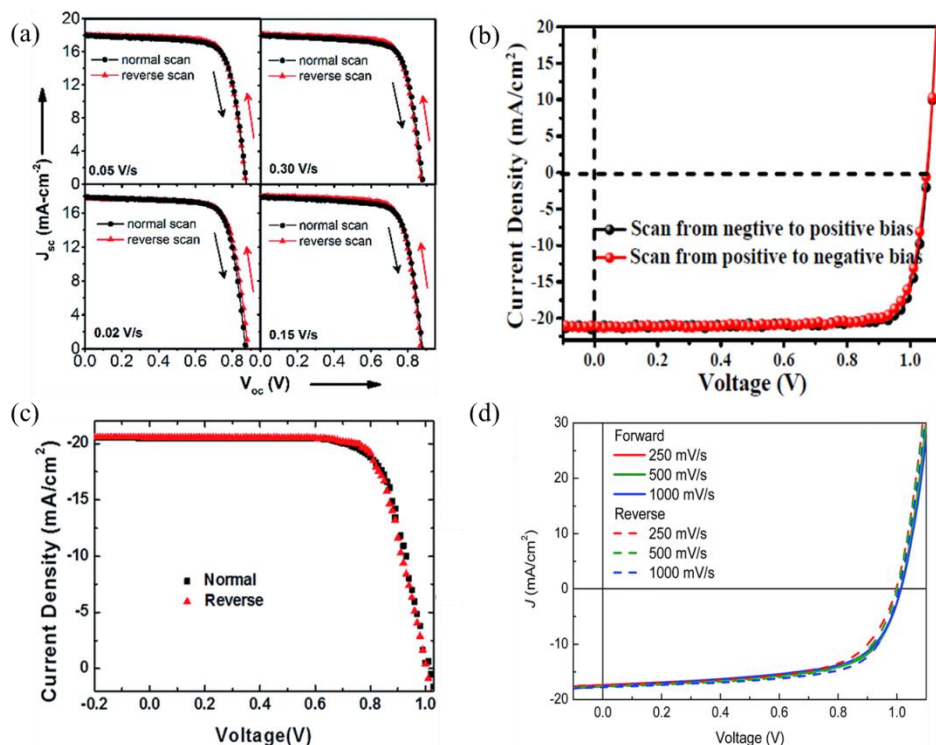 (a)
J_sc (mA-cm⁻²)
20
16
12
8
4
0
normal scan
reverse scan
0.05 V/s
normal scan
reverse scan
0.30 V/s
16
12
8
4
0
normal scan
reverse scan
0.02 V/s
normal scan
reverse scan
0.15 V/s
0.0 0.2 0.4 0.6 0.8 0.0 0.2 0.4 0.6 0.8
V_oc (V)
(b)
Current Density (mA/cm²)
20
15
10
5
0
-5
-10
-15
-20
Scan from negtive to positive bias
Scan from positive to negative bias
0.0 0.2 0.4 0.6 0.8 1.0
Voltage (V)
(c)
Current Density (mA/cm²)
-20
-15
-10
-5
0
Normal
Reverse
-0.2 0.0 0.2 0.4 0.6 0.8 1.0
Voltage(V)
(d)
J (mA/cm²)
30
20
10
0
-10
-20
Forward
250 mV/s
500 mV/s
1000 mV/s
Reverse
250 mV/s
500 mV/s
1000 mV/s
0.0 0.2 0.4 0.6 0.8 1.0
Voltage (V)